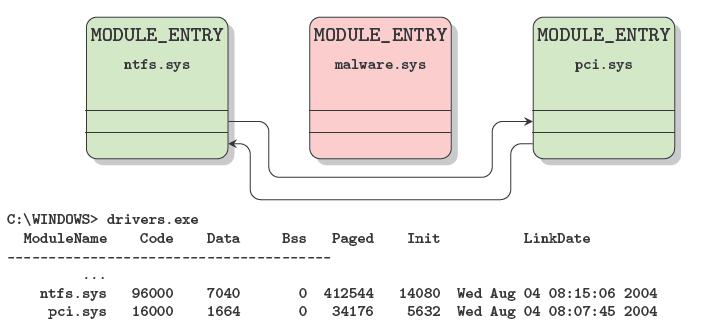 MODULE_ENTRY MODULE_ENTRY MODULE_ENTRY
ntfs.sys malware.sys pci.sys
C:\WINDOWS> drivers.exe
ModuleName Code Data Bss Paged Init LinkDate
----------------------------------------
...
ntfs.sys 96000 7040 0 412544 14080 Wed Aug 04 08:15:06 2004
pci.sys 16000 1664 0 34176 5632 Wed Aug 04 08:07:45 2004